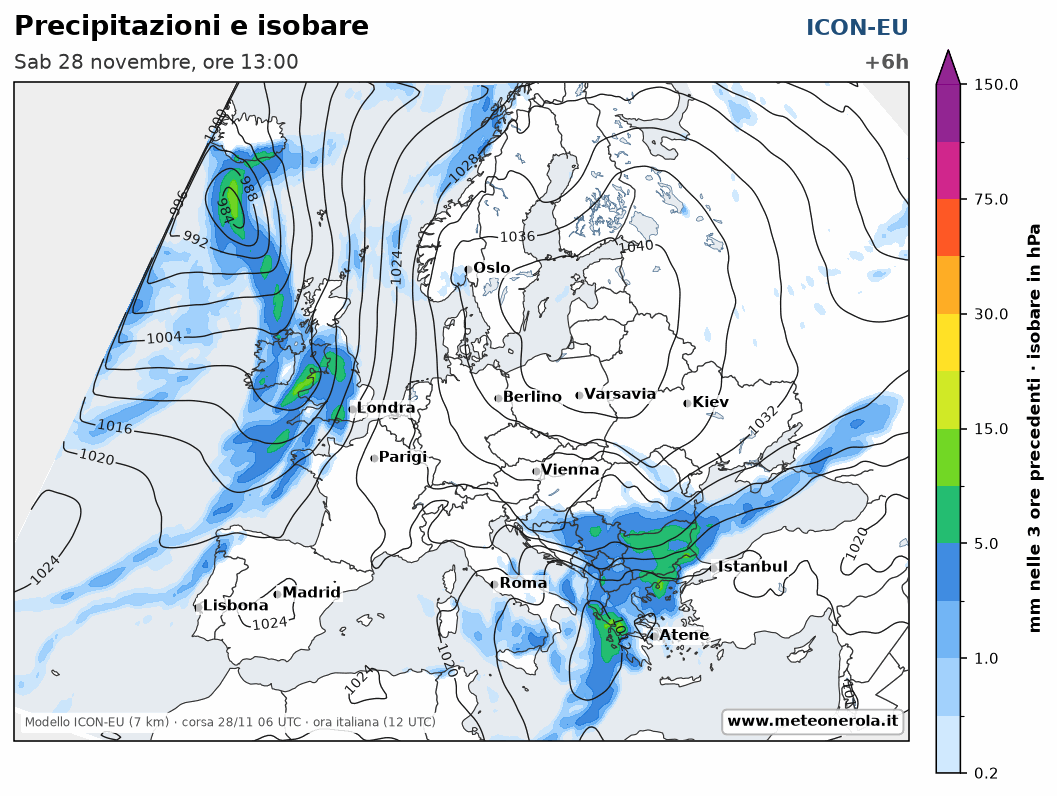 Precipitazioni e isobare
ICON-EU
Sab 28 novembre, ore 13:00
+6h
150.0
75.0
30.0
15.0
5.0
1.0
0.2
mm nelle 3 ore precedenti · isobare in hPa
1000
996
988
984
992
1028
1036
1040
1024
Oslo
1004
Londra
Berlino
Varsavia
Kiev
1016
1020
1032
Parigi
Vienna
1024
1020
Istanbul
Roma
Madrid
Lisbona
1024
1012
Atene
1020
1024
Modello ICON-EU (7 km) · corsa 28/11 06 UTC · ora italiana (12 UTC)
www.meteonerola.it